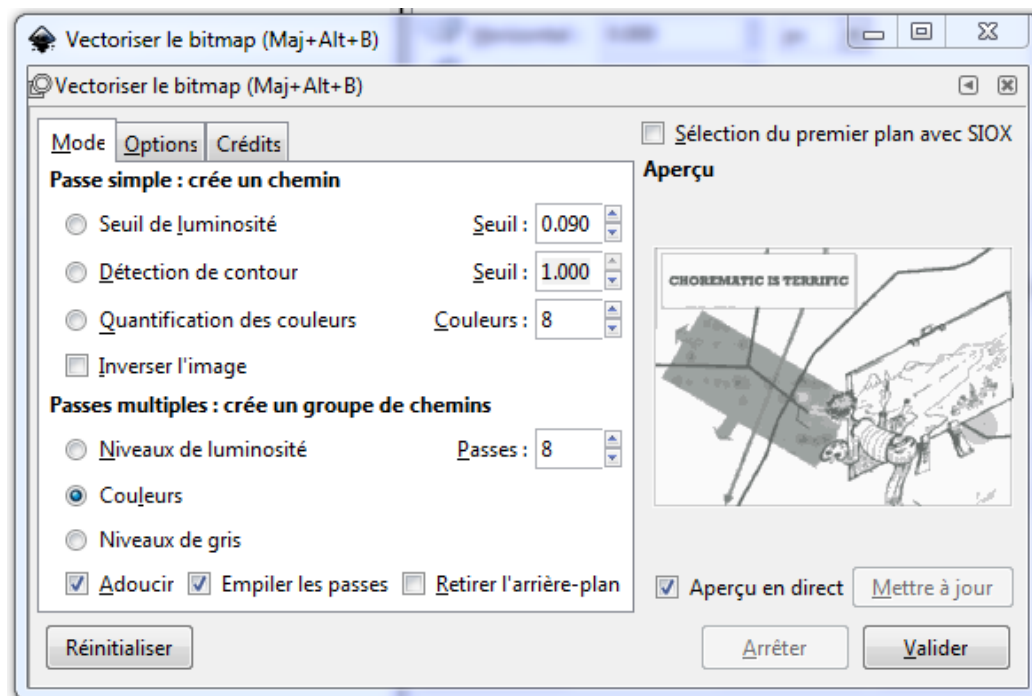 Vectoriser le bitmap (Maj+Alt+B)
Vectoriser le bitmap (Maj+Alt+B)
Mode Options Crédits
Sélection du premier plan avec SIOX
Passe simple : crée un chemin
Aperçu
Seuil de luminosité Seuil : 0.090
Détection de contour Seuil : 1.000
Quantification des couleurs Couleurs : 8
Inverser l'image
CHOREMATIC IS TERRIFIC
Passes multiples : crée un groupe de chemins
Niveaux de luminosité Passes : 8
Couleurs
Niveaux de gris
Adoucir Empiler les passes Retirer l'arrière-plan
Aperçu en direct Mettre à jour
Réinitialiser Arrêter Valider